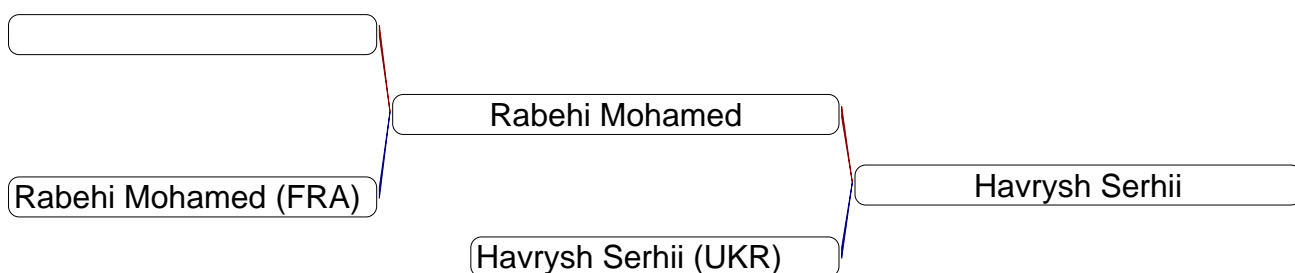 Rabehi Mohamed
Havrysh Serhii
Rabehi Mohamed (FRA)
Havrysh Serhii (UKR)